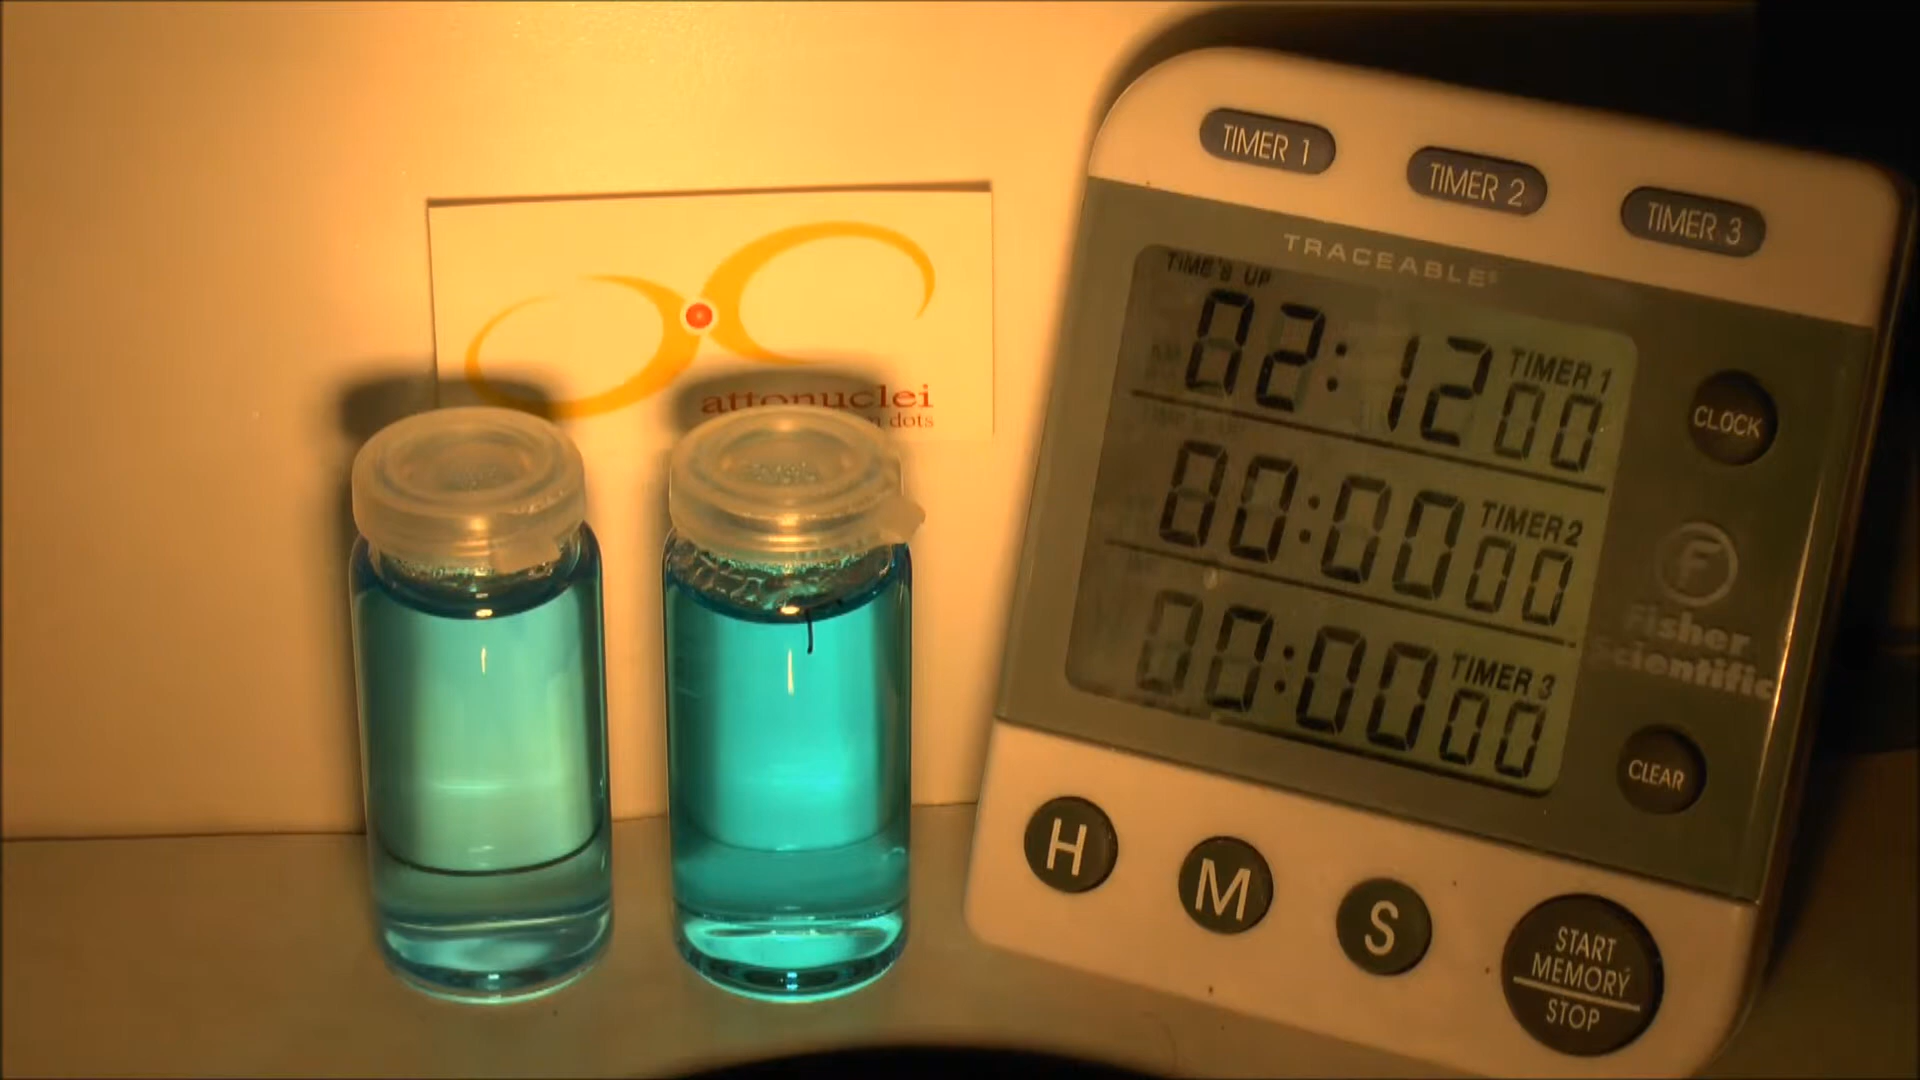 TIMER 1
TIMER 2
TIMER 3
TRACEABLE®
TIME'S UP
02:12 00
TIMER 1
00:00 00
TIMER 2
00:00 00
TIMER 3
CLOCK
F
Fisher
Scientific
CLEAR
H
M
S
START
MEMORY
STOP
attonuclei
dots